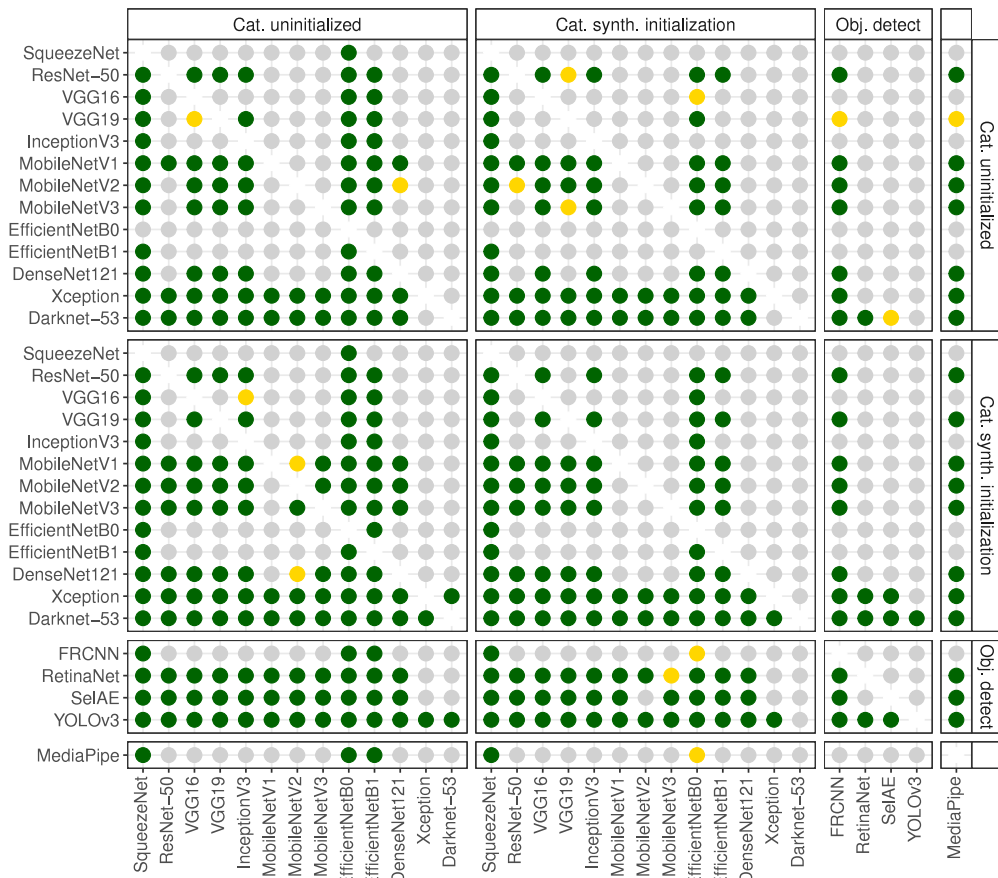 Cat. uninitialized
Cat. synth. initialization
Obj. detect
SqueezeNet
ResNet−50
VGG16
VGG19
InceptionV3
MobileNetV1
MobileNetV2
MobileNetV3
EfficientNetB0
EfficientNetB1
DenseNet121
Xception
Darknet−53
Cat. uninitialized
SqueezeNet
ResNet−50
VGG16
VGG19
InceptionV3
MobileNetV1
MobileNetV2
MobileNetV3
EfficientNetB0
EfficientNetB1
DenseNet121
Xception
Darknet−53
Cat. synth. initialization
FRCNN
RetinaNet
SelAE
YOLOv3
Obj. detect
MediaPipe
SqueezeNet
ResNet−50
VGG16
VGG19
InceptionV3
MobileNetV1
MobileNetV2
MobileNetV3
EfficientNetB0
EfficientNetB1
DenseNet121
Xception
Darknet−53
SqueezeNet
ResNet−50
VGG16
VGG19
InceptionV3
MobileNetV1
MobileNetV2
MobileNetV3
EfficientNetB0
EfficientNetB1
DenseNet121
Xception
Darknet−53
FRCNN
RetinaNet
SelAE
YOLOv3
MediaPipe